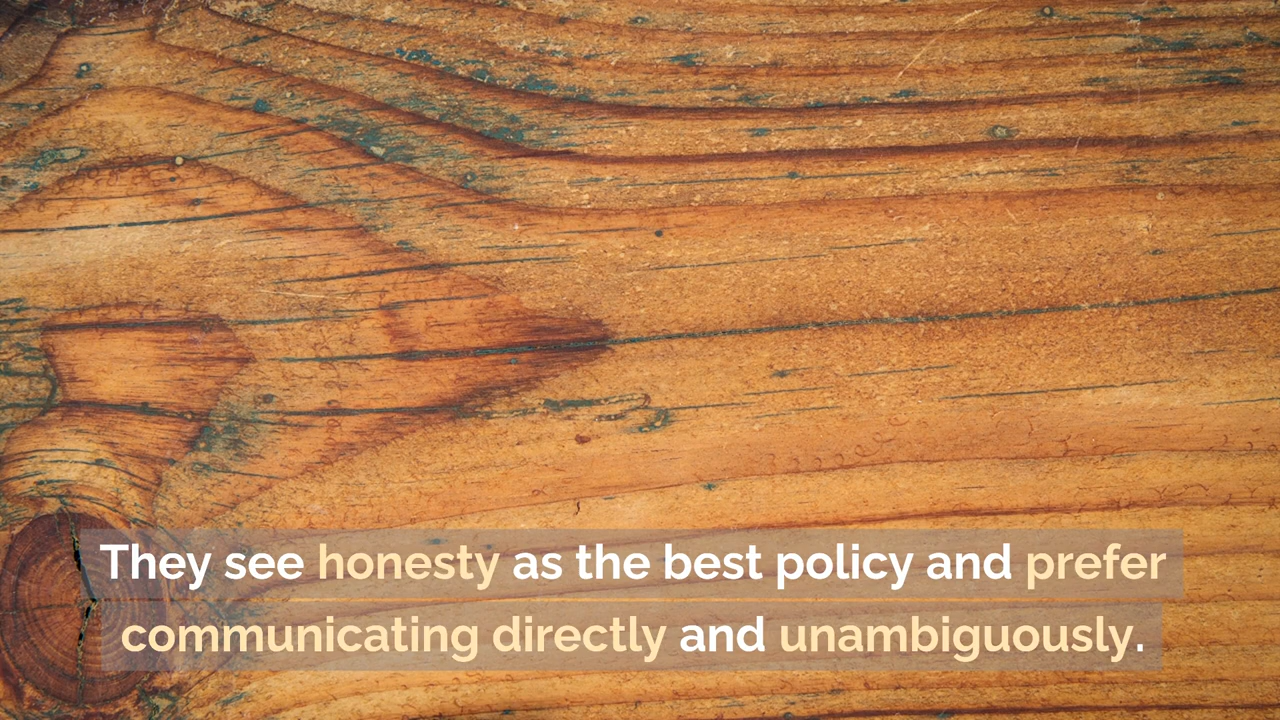 They see honesty as the best policy and prefer
communicating directly and unambiguously.